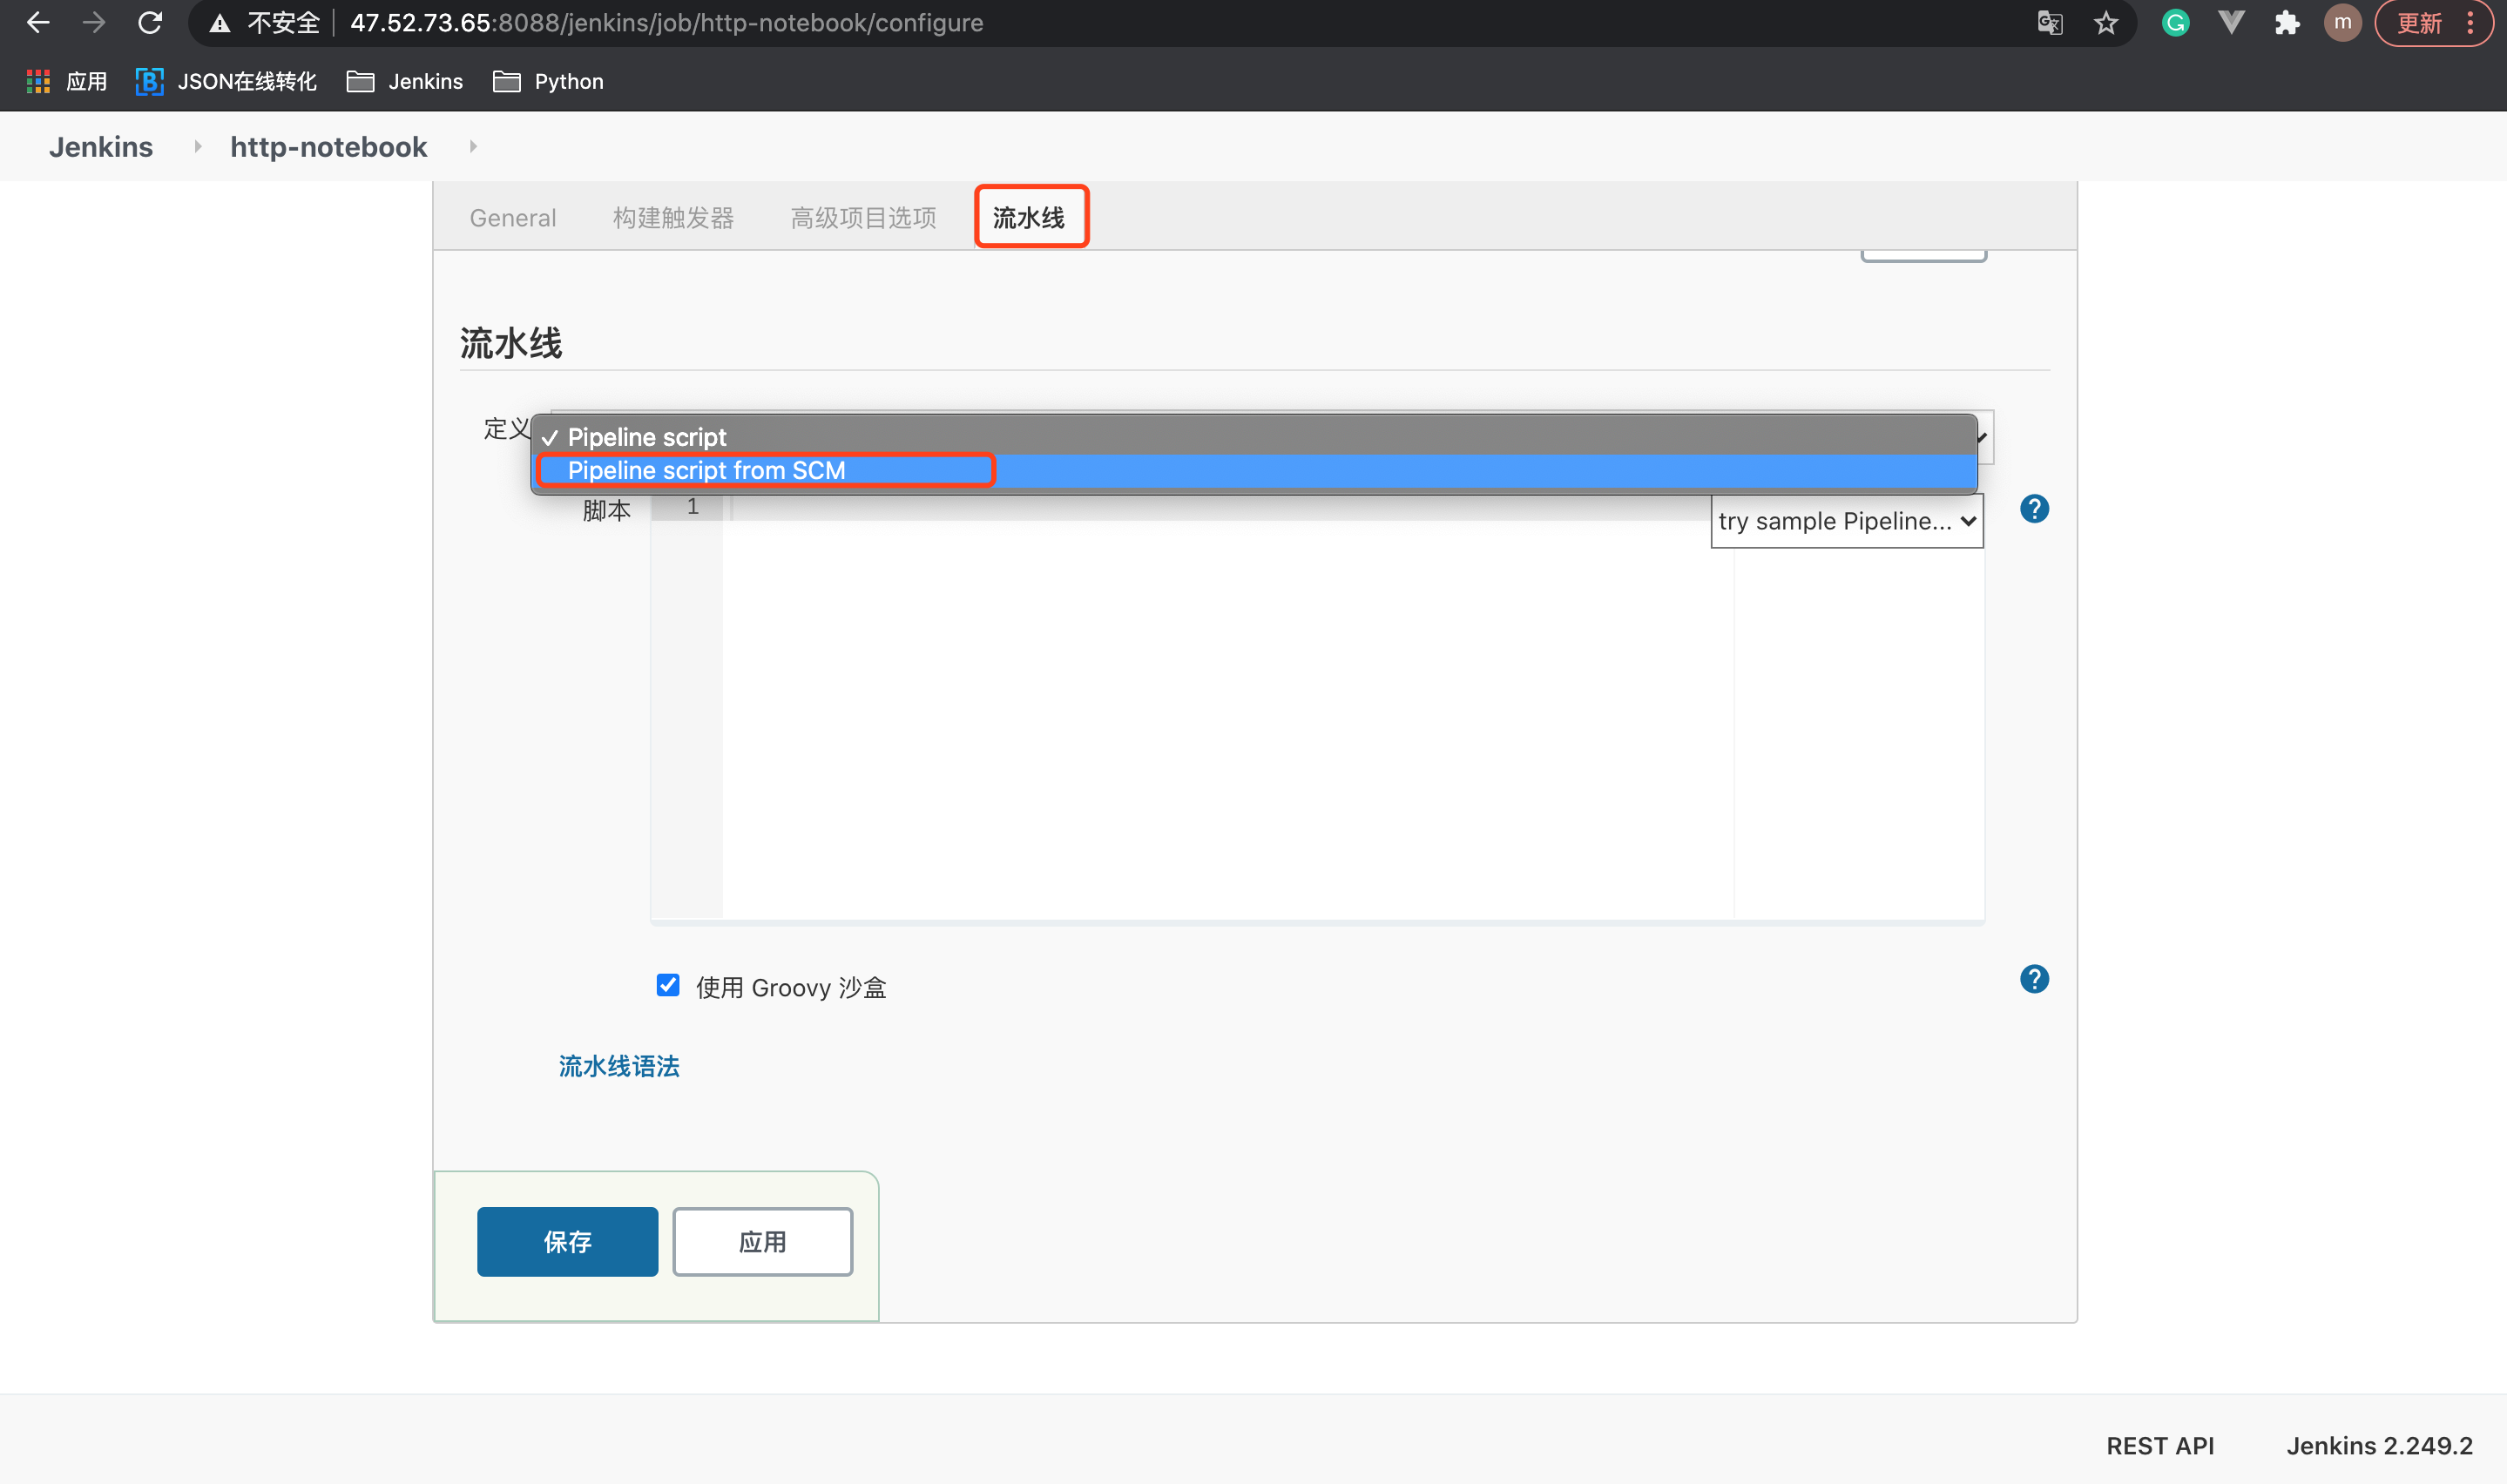 不安全 47.52.73.65:8088/jenkins/job/http-notebook/configure m 更新
应用 JSON在线转化 Jenkins Python
Jenkins http-notebook
General 构建触发器 高级项目选项 流水线
流水线
定义
✓ Pipeline script
Pipeline script from SCM
脚本 1 try sample Pipeline... ?
使用 Groovy 沙盒 ?
流水线语法
保存 应用
REST API Jenkins 2.249.2